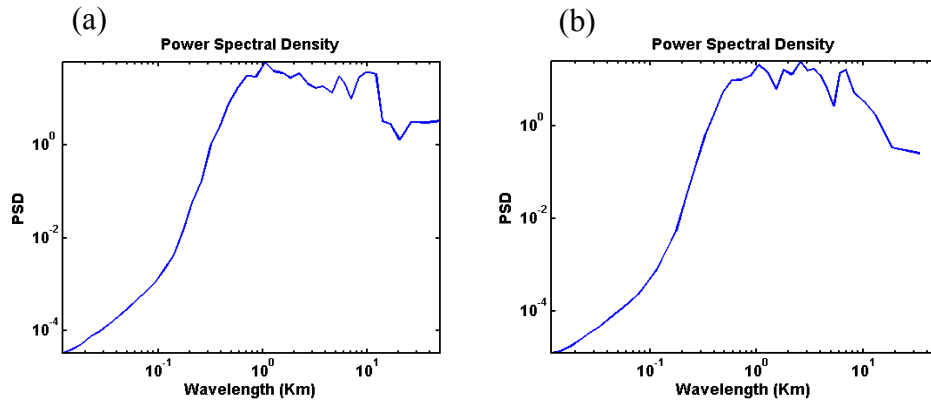 (a)
Power Spectral Density
PSD
10^0
10^-2
10^-4
10^-1
10^0
10^1
Wavelength (Km)
(b)
Power Spectral Density
PSD
10^0
10^-2
10^-4
10^-1
10^0
10^1
Wavelength (Km)